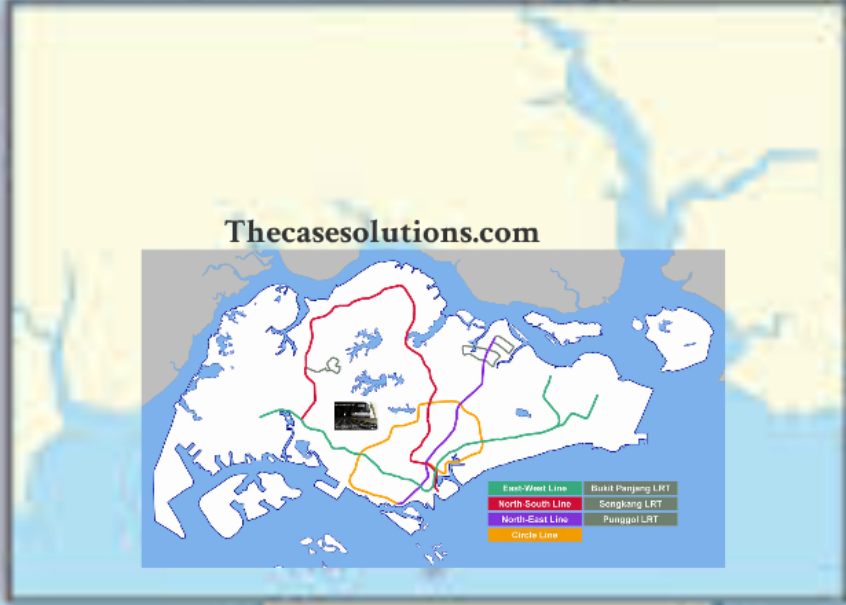 Thecasesolutions.com
East-West Line
Bukit Panjang LRT
North-South Line
Sengkang LRT
North-East Line
Punggol LRT
Circle Line